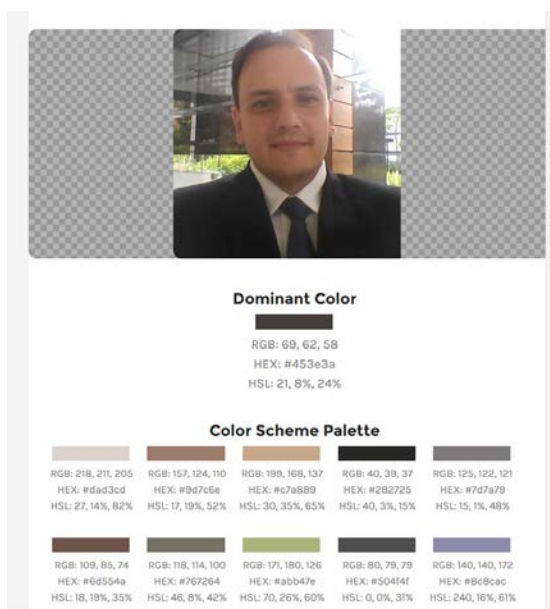 Dominant Color
RGB: 69, 62, 58
HEX: #453e3a
HSL: 21, 8%, 24%
Color Scheme Palette
RGB: 218, 211, 205 RGB: 157, 124, 110 RGB: 199, 168, 137 RGB: 40, 39, 37 RGB: 125, 122, 121
HEX: #dad3cd HEX: #9d7c6e HEX: #c7a889 HEX: #282725 HEX: #7d7a79
HSL: 27, 14%, 82% HSL: 17, 19%, 52% HSL: 30, 35%, 65% HSL: 40, 3%, 15% HSL: 15, 1%, 48%
RGB: 109, 85, 74 RGB: 118, 114, 100 RGB: 171, 180, 126 RGB: 80, 79, 79 RGB: 140, 140, 172
HEX: #6d554a HEX: #767264 HEX: #abb47e HEX: #504f4f HEX: #8c8cac
HSL: 18, 19%, 35% HSL: 46, 8%, 42% HSL: 70, 26%, 60% HSL: 0, 0%, 31% HSL: 240, 16%, 61%